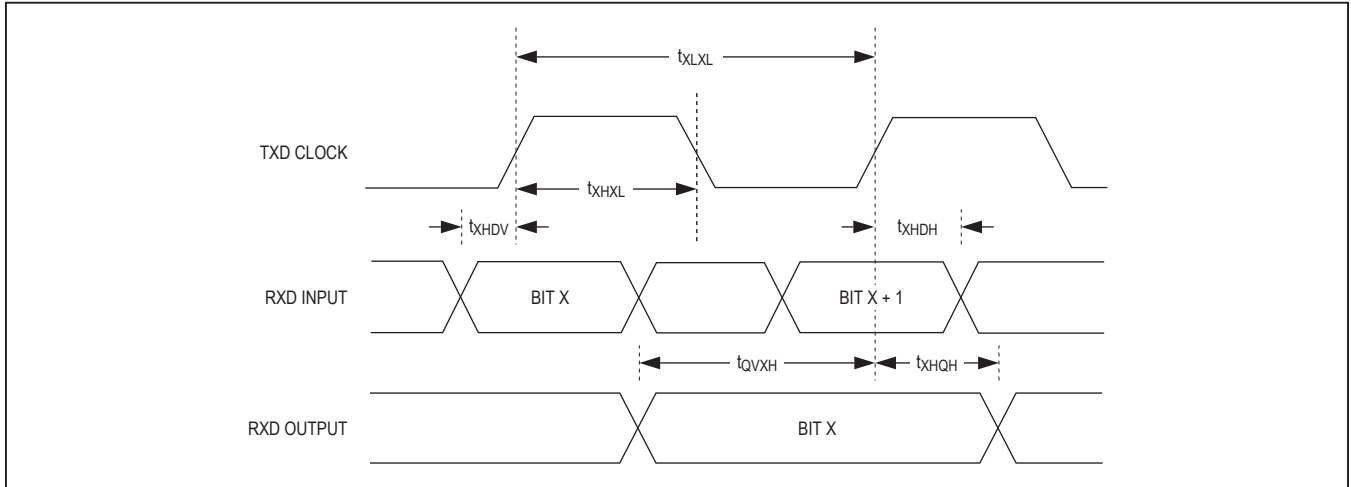 tXLXL
TXD CLOCK
tXHXL
tXHDV
tXHDH
RXD INPUT
BIT X
BIT X + 1
tQVXH
tXHQH
RXD OUTPUT
BIT X